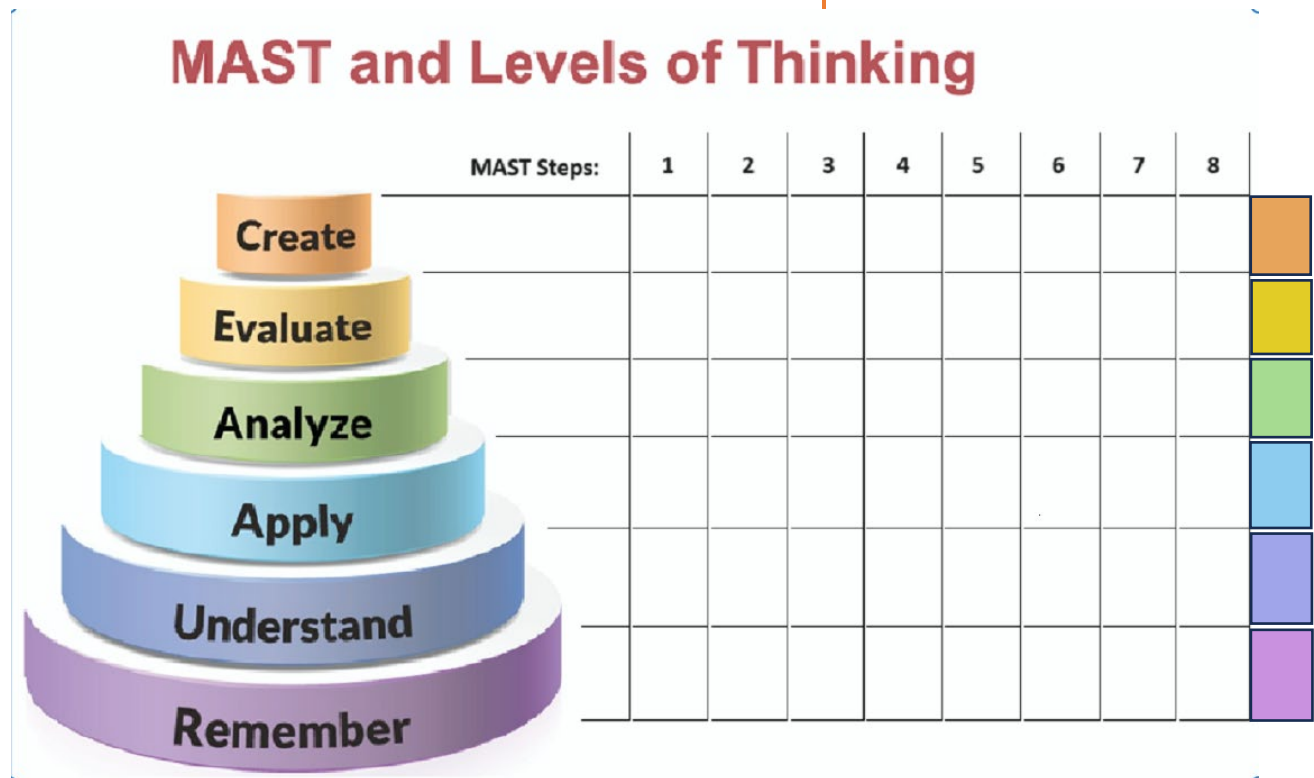 MAST and Levels of Thinking
MAST Steps: 1 2 3 4 5 6 7 8
Create
Evaluate
Analyze
Apply
Understand
Remember